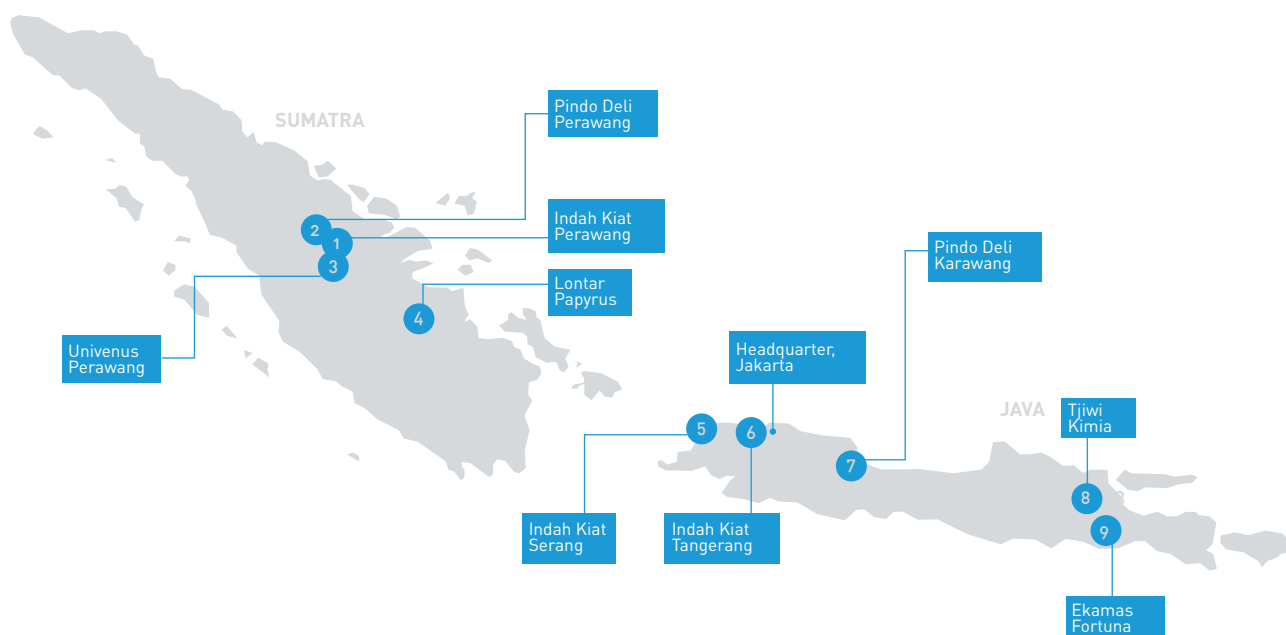 SUMATRA
Pindo Deli
Perawang
Indah Kiat
Perawang
Lontar
Papyrus
Univenus
Perawang
2
1
3
4
Pindo Deli
Karawang
Headquarter,
Jakarta
JAVA
Tjiwi
Kimia
5
6
7
8
8
9
Indah Kiat
Serang
Indah Kiat
Tangerang
Ekamas
Fortuna